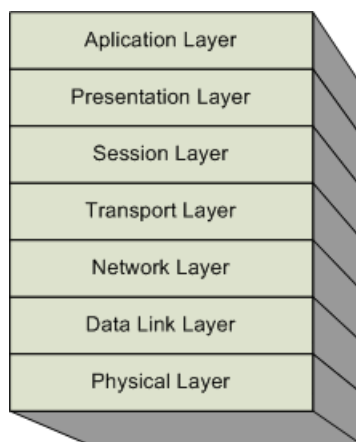 Aplication Layer
Presentation Layer
Session Layer
Transport Layer
Network Layer
Data Link Layer
Physical Layer